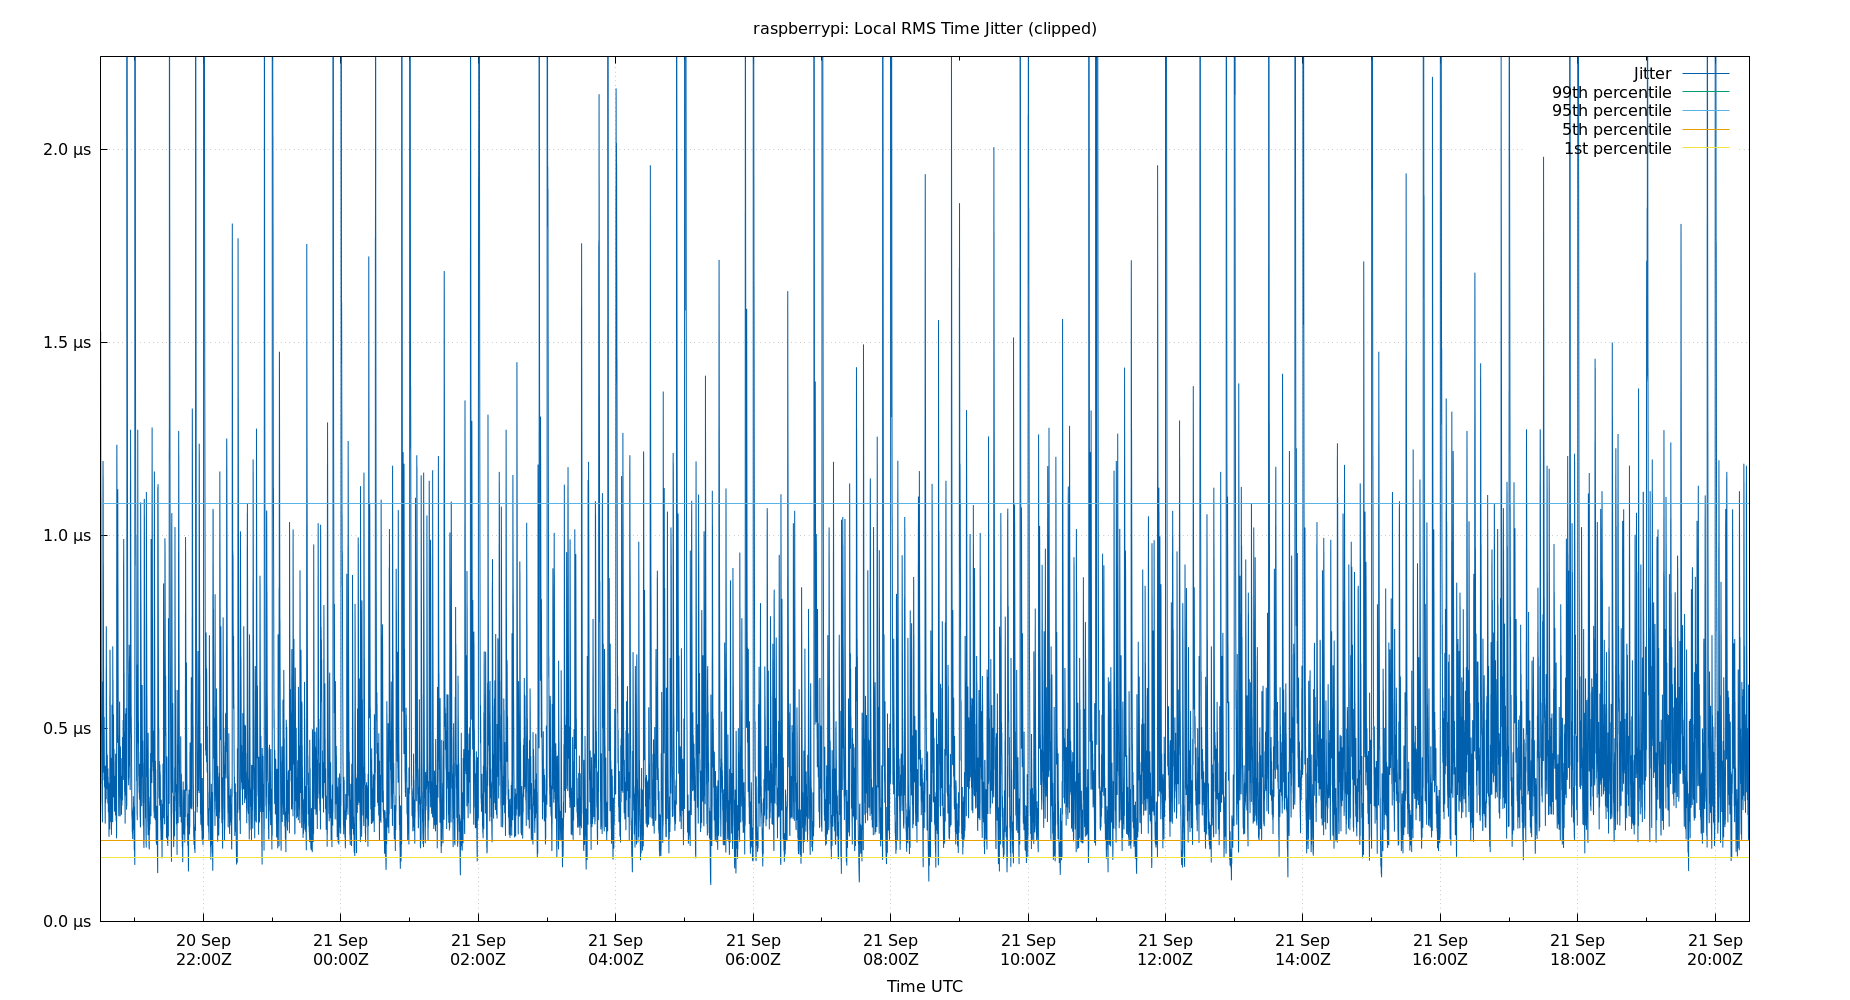 raspberrypi: Local RMS Time Jitter (clipped)
Jitter
99th percentile
95th percentile
5th percentile
1st percentile
2.0 µs
1.5 µs
1.0 µs
0.5 µs
0.0 µs
20 Sep 21 Sep 21 Sep 21 Sep 21 Sep 21 Sep 21 Sep 21 Sep 21 Sep 21 Sep 21 Sep 21 Sep
22:00Z 00:00Z 02:00Z 04:00Z 06:00Z 08:00Z 10:00Z 12:00Z 14:00Z 16:00Z 18:00Z 20:00Z
Time UTC